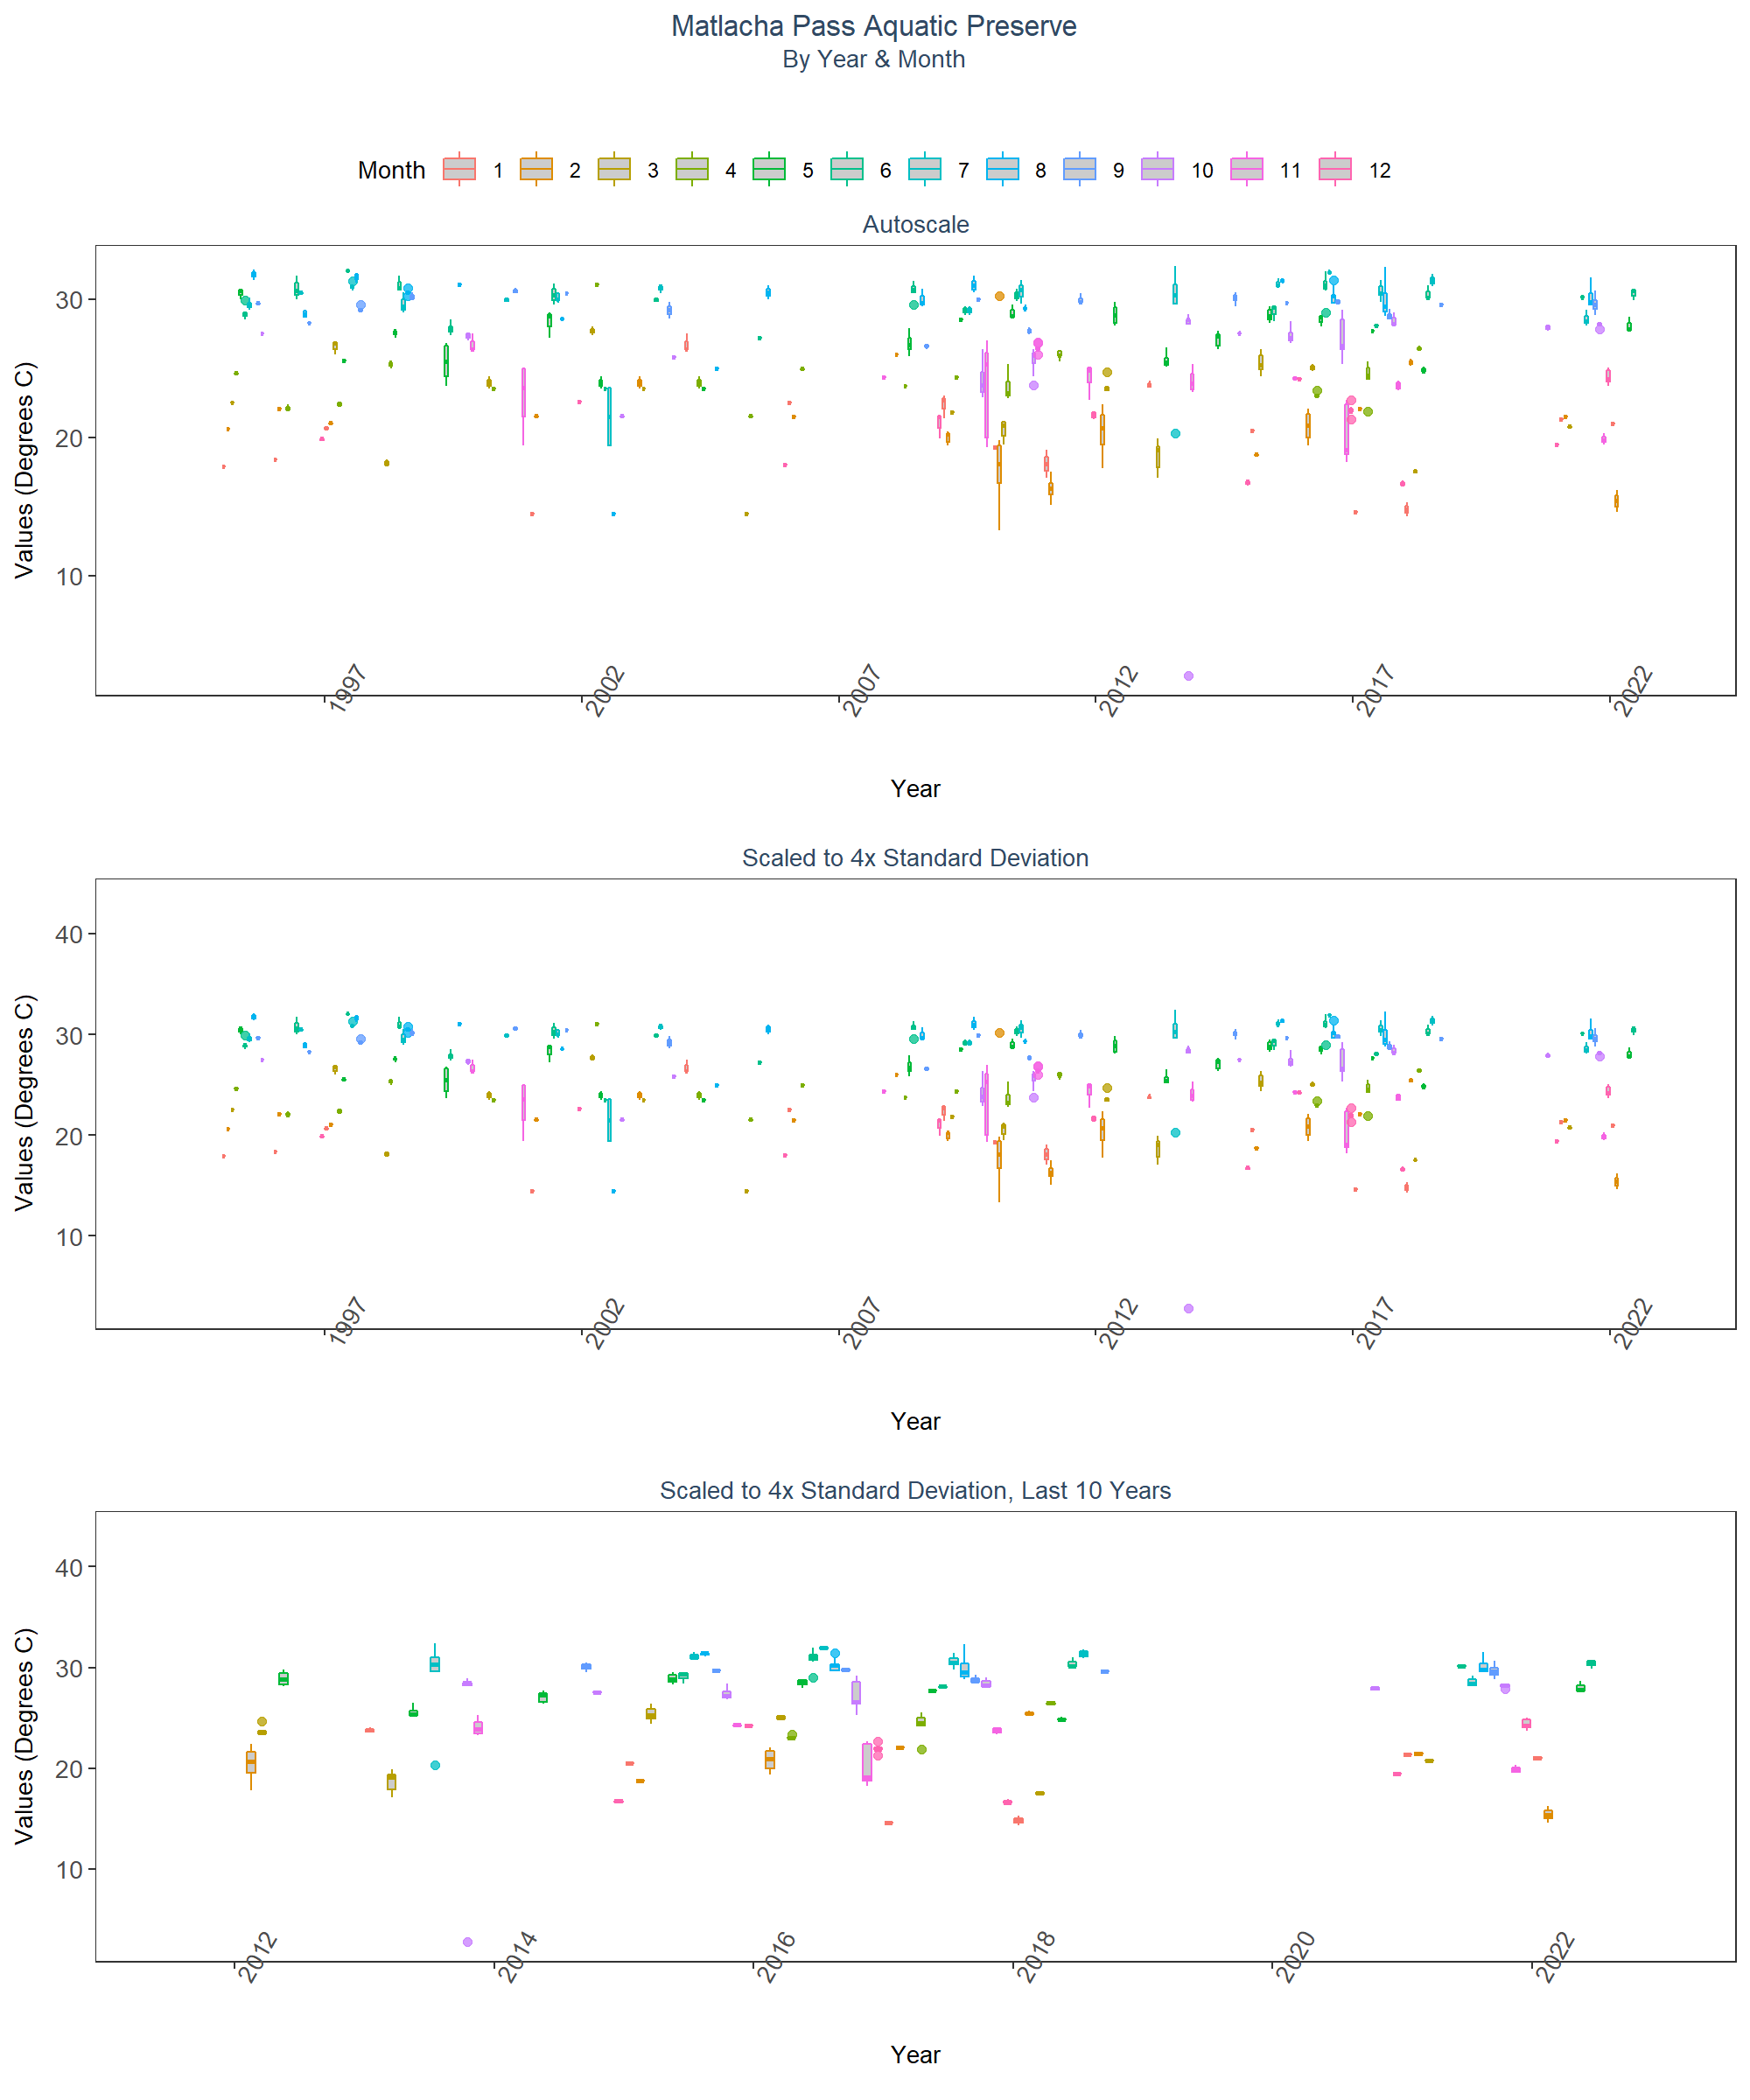 Matlacha Pass Aquatic Preserve
By Year & Month
Month 1 2 3 4 5 6 7 8 9 10 11 12
Autoscale
Values (Degrees C)
30
20
10
1997 2002 2007 2012 2017 2022
Year
Scaled to 4x Standard Deviation
Values (Degrees C)
40
30
20
10
1997 2002 2007 2012 2017 2022
Year
Scaled to 4x Standard Deviation, Last 10 Years
Values (Degrees C)
40
30
20
10
2012 2014 2016 2018 2020 2022
Year